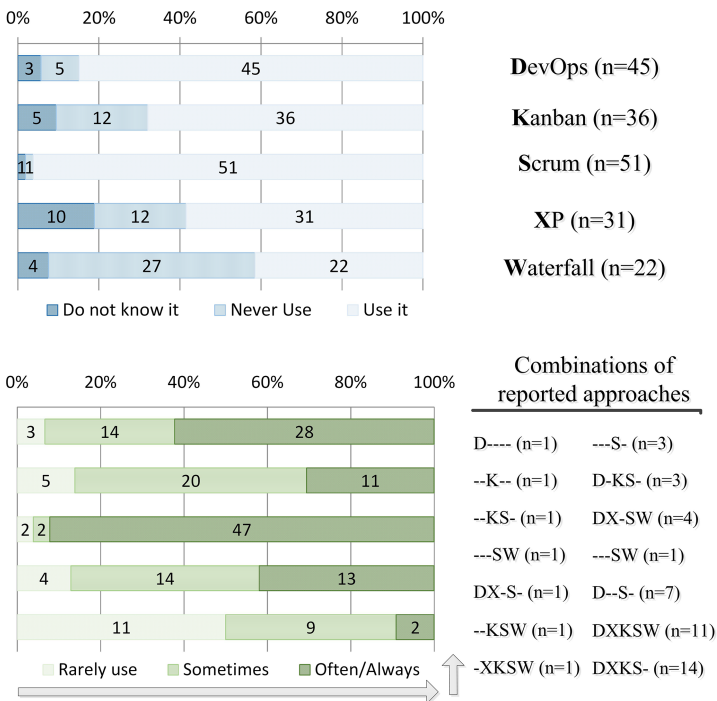 0% 20% 40% 60% 80% 100%
3 5 45 DevOps (n=45)
5 12 36 Kanban (n=36)
1 1 51 Scrum (n=51)
10 12 31 XP (n=31)
4 27 22 Waterfall (n=22)
Do not know it Never Use Use it
Combinations of
reported approaches
0% 20% 40% 60% 80% 100%
3 14 28
5 20 11
2 2 47
4 14 13
11 9 2
Rarely use Sometimes Often/Always
D---- (n=1) ---S- (n=3)
--K-- (n=1) D-KS- (n=3)
--KS- (n=1) DX-SW (n=4)
---SW (n=1) ---SW (n=1)
DX-S- (n=1) D--S- (n=7)
--KSW (n=1) DXKSW (n=11)
-XKSW (n=1) DXKS- (n=14)